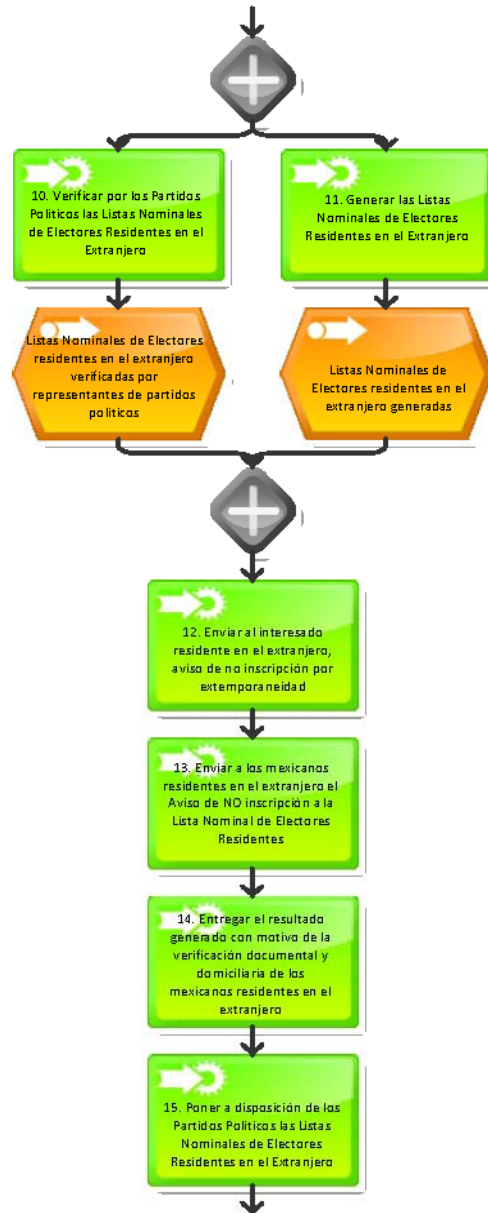 10. Verificar por los Partidos
Políticos las Listas Nominales
de Electores Residentes en el
Extranjero
11. Generar las Listas
Nominales de Electores
Residentes en el Extranjero
Listas Nominales de Electores
residentes en el extranjero
verificadas por
representantes de partidos
políticos
Listas Nominales de
Electores residentes en el
extranjero generadas
12. Enviar al interesado
residente en el extranjero,
aviso de no inscripción por
extemporaneidad
13. Enviar a los mexicanos
residentes en el extranjero el
Aviso de NO inscripción a la
Lista Nominal de Electores
Residentes
14. Entregar el resultado
generado con motivo de la
verificación documental y
domiciliaria de los
mexicanos residentes en el
extranjero
15. Poner a disposición de los
Partidos Políticos las Listas
Nominales de Electores
Residentes en el Extranjero